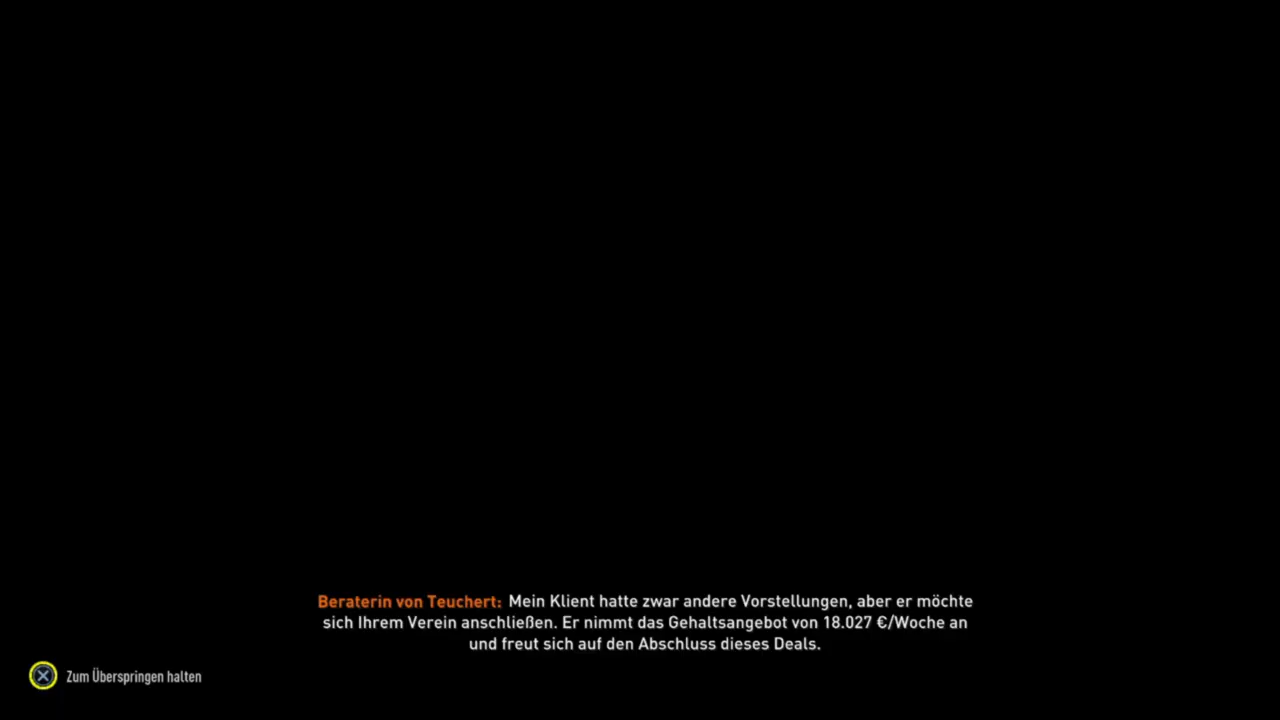 Beraterin von Teuchert: Mein Klient hatte zwar andere Vorstellungen, aber er möchte
sich Ihrem Verein anschließen. Er nimmt das Gehaltsangebot von 18.027 €/Woche an
und freut sich auf den Abschluss dieses Deals.
Zum Überspringen halten